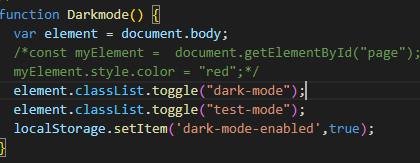 function Darkmode() {
var element = document.body;
/*const myElement =  document.getElementById("page");
myElement.style.color = "red";*/
element.classList.toggle("dark-mode");
element.classList.toggle("test-mode");
localStorage.setItem('dark-mode-enabled',true);
}